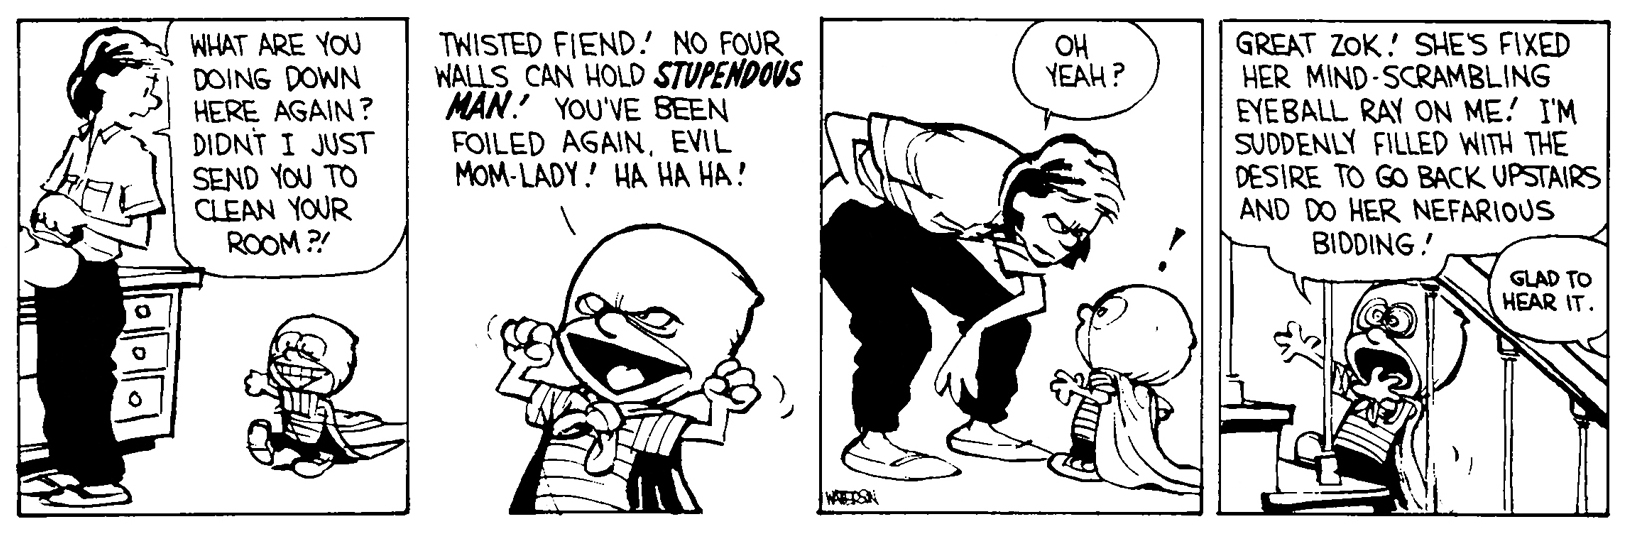 WHAT ARE YOU
DOING DOWN
HERE AGAIN?
DIDN'T I JUST
SEND YOU TO
CLEAN YOUR
ROOM?!
TWISTED FIEND! NO FOUR
WALLS CAN HOLD STUPENDOUS
MAN! YOU'VE BEEN
FOILED AGAIN, EVIL
MOM-LADY! HA HA HA!
OH
YEAH?
!
WATTERSON
GREAT ZOK! SHE'S FIXED
HER MIND-SCRAMBLING
EYEBALL RAY ON ME! I'M
SUDDENLY FILLED WITH THE
DESIRE TO GO BACK UPSTAIRS
AND DO HER NEFARIOUS
BIDDING!
GLAD TO
HEAR IT.